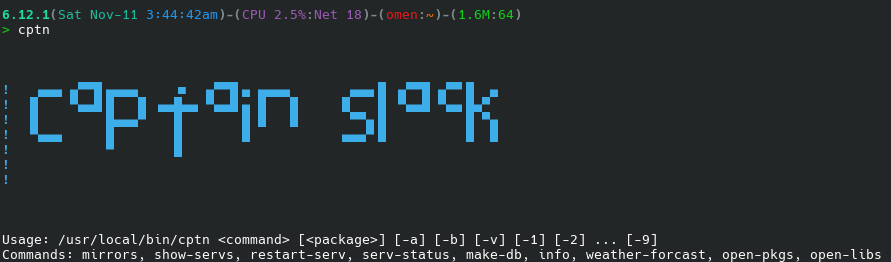 6.12.1(Sat Nov-11 3:44:42am)-(CPU 2.5%:Net 18)-(omen:~)-(1.6M:64)
> cptn
!
!
! captain slack
!
!
!
!
Usage: /usr/local/bin/cptn <command> [<package>] [-a] [-b] [-v] [-1] [-2] ... [-9]
Commands: mirrors, show-servs, restart-serv, serv-status, make-db, info, weather-forcast, open-pkgs, open-libs